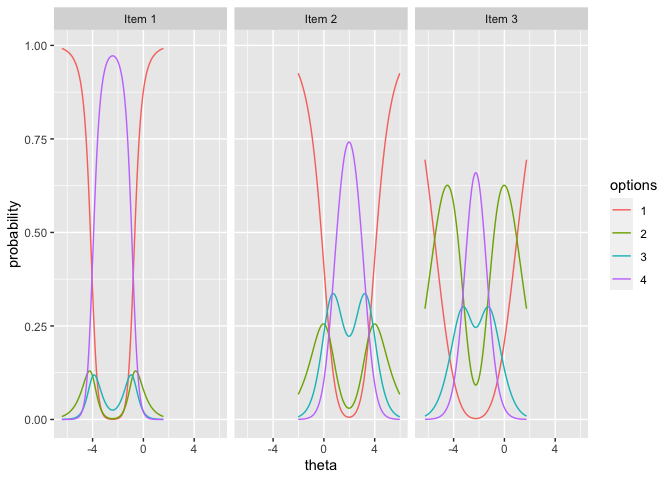 Item 1 Item 2 Item 3
1.00
0.75
0.50
0.25
0.00
probability
-4 0 4 -4 0 4 -4 0 4
theta
options
1
2
3
4